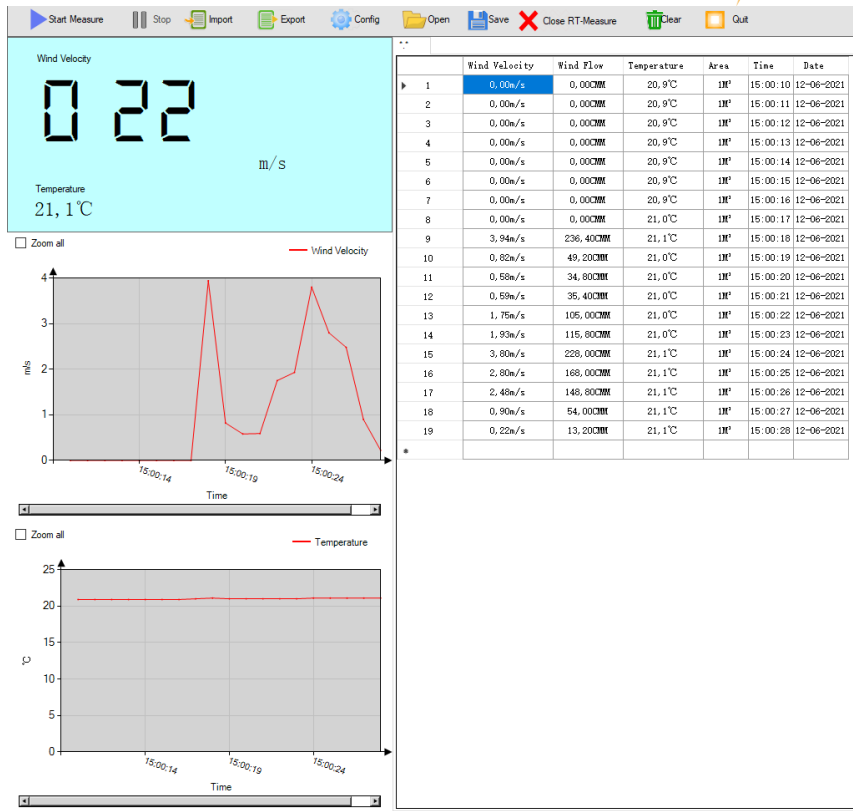 Start Measure Stop Import Export Config Open Save Close RT-Measure Clear Quit
Wind Velocity
0 22
m/s
Temperature
21,1℃
Zoom all
Wind Velocity
4
3
2
1
0
m/s
15:00:14 15:00:19 15:00:24
Time
Zoom all
Temperature
25
20
15
10
5
0
℃
15:00:14 15:00:19 15:00:24
Time
Wind Velocity Wind Flow Temperature Area Time Date
1 0,00m/s 0,00CMM 20,9℃ 1M² 15:00:10 12-06-2021
2 0,00m/s 0,00CMM 20,9℃ 1M² 15:00:11 12-06-2021
3 0,00m/s 0,00CMM 20,9℃ 1M² 15:00:12 12-06-2021
4 0,00m/s 0,00CMM 20,9℃ 1M² 15:00:13 12-06-2021
5 0,00m/s 0,00CMM 20,9℃ 1M² 15:00:14 12-06-2021
6 0,00m/s 0,00CMM 20,9℃ 1M² 15:00:15 12-06-2021
7 0,00m/s 0,00CMM 20,9℃ 1M² 15:00:16 12-06-2021
8 0,00m/s 0,00CMM 21,0℃ 1M² 15:00:17 12-06-2021
9 3,94m/s 236,40CMM 21,1℃ 1M² 15:00:18 12-06-2021
10 0,82m/s 49,20CMM 21,0℃ 1M² 15:00:19 12-06-2021
11 0,58m/s 34,80CMM 21,0℃ 1M² 15:00:20 12-06-2021
12 0,59m/s 35,40CMM 21,0℃ 1M² 15:00:21 12-06-2021
13 1,75m/s 105,00CMM 21,0℃ 1M² 15:00:22 12-06-2021
14 1,93m/s 115,80CMM 21,0℃ 1M² 15:00:23 12-06-2021
15 3,80m/s 228,00CMM 21,1℃ 1M² 15:00:24 12-06-2021
16 2,80m/s 168,00CMM 21,1℃ 1M² 15:00:25 12-06-2021
17 2,48m/s 148,80CMM 21,1℃ 1M² 15:00:26 12-06-2021
18 0,90m/s 54,00CMM 21,1℃ 1M² 15:00:27 12-06-2021
19 0,22m/s 13,20CMM 21,1℃ 1M² 15:00:28 12-06-2021
*